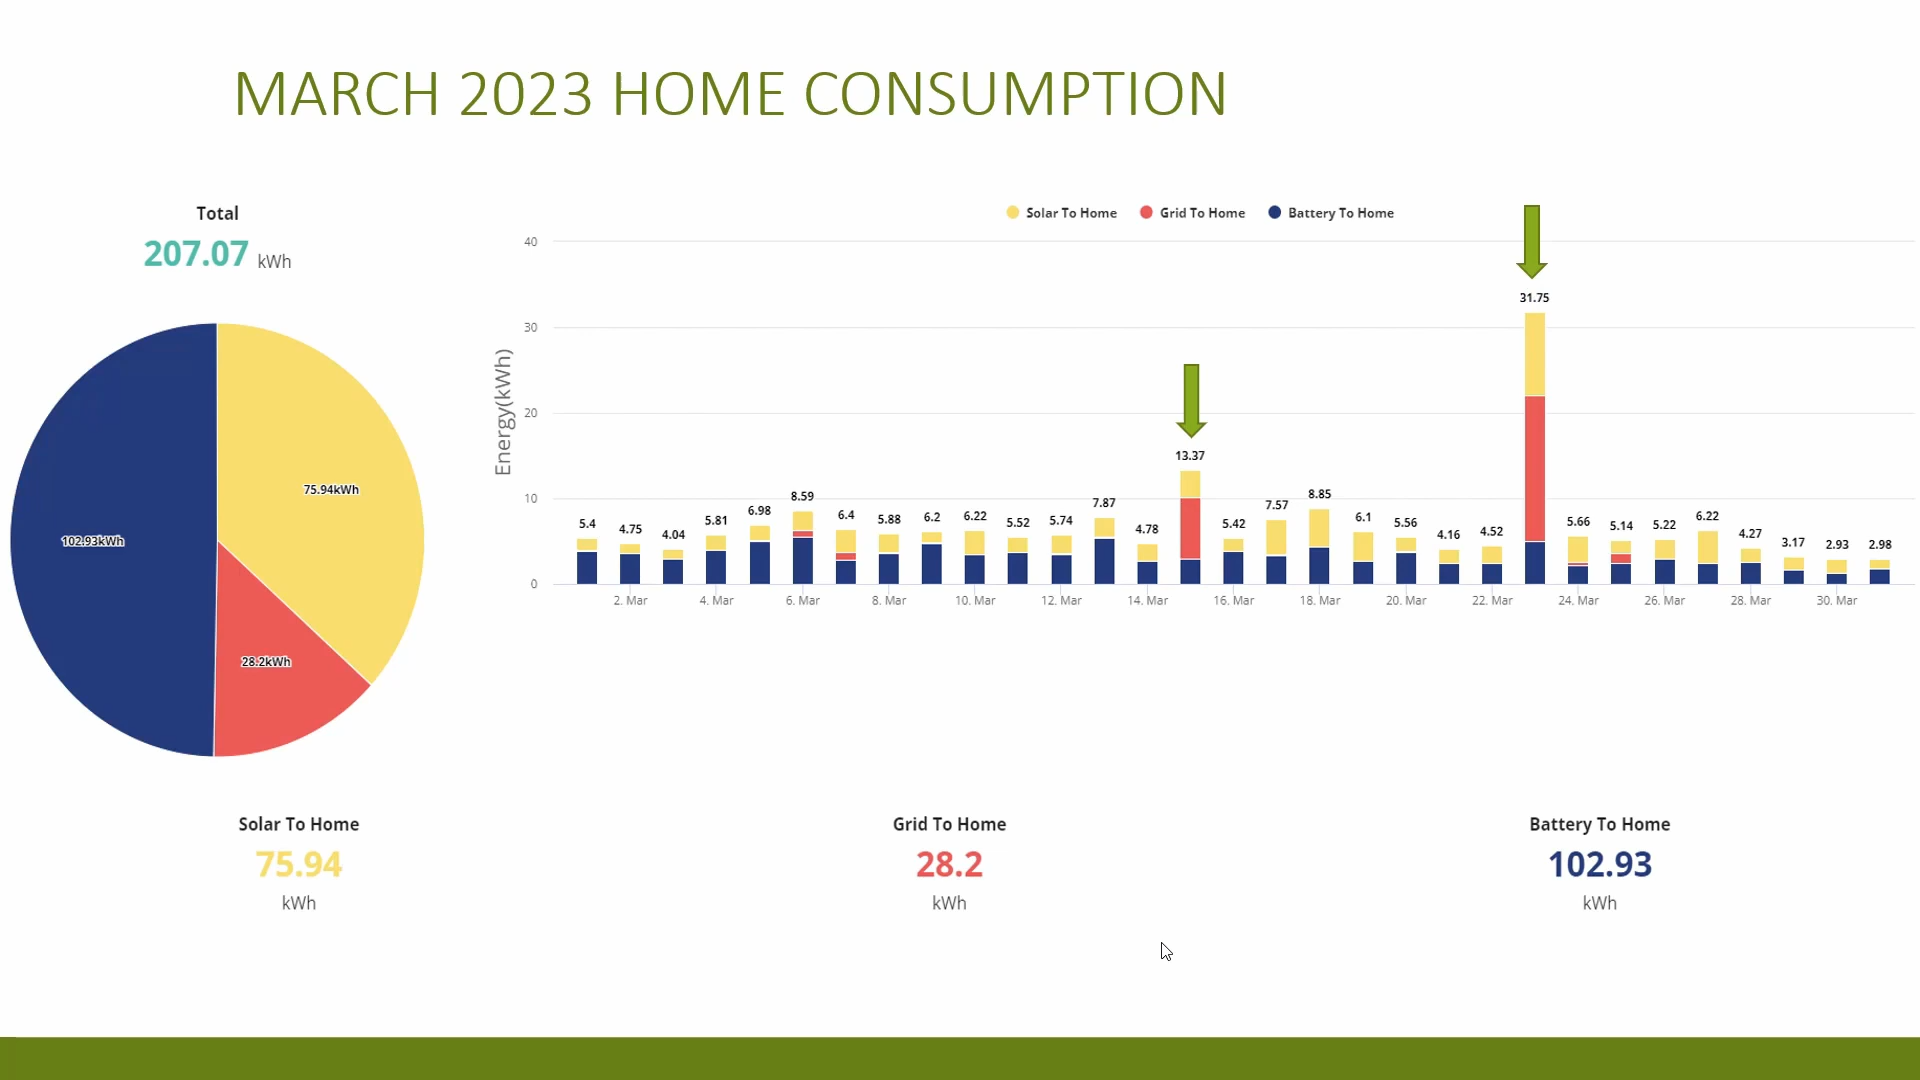 MARCH 2023 HOME CONSUMPTION
Total
207.07 kWh
102.93kWh
75.94kWh
28.2kWh
Solar To Home Grid To Home Battery To Home
Energy(kWh)
40
30
20
10
0
5.4 4.75 4.04 5.81 6.98 8.59 6.4 5.88 6.2 6.22 5.52 5.74 7.87 4.78 13.37 5.42 7.57 8.85 6.1 5.56 4.16 4.52 31.75 5.66 5.14 5.22 6.22 4.27 3.17 2.93 2.98
2. Mar 4. Mar 6. Mar 8. Mar 10. Mar 12. Mar 14. Mar 16. Mar 18. Mar 20. Mar 22. Mar 24. Mar 26. Mar 28. Mar 30. Mar
Solar To Home
75.94
kWh
Grid To Home
28.2
kWh
Battery To Home
102.93
kWh